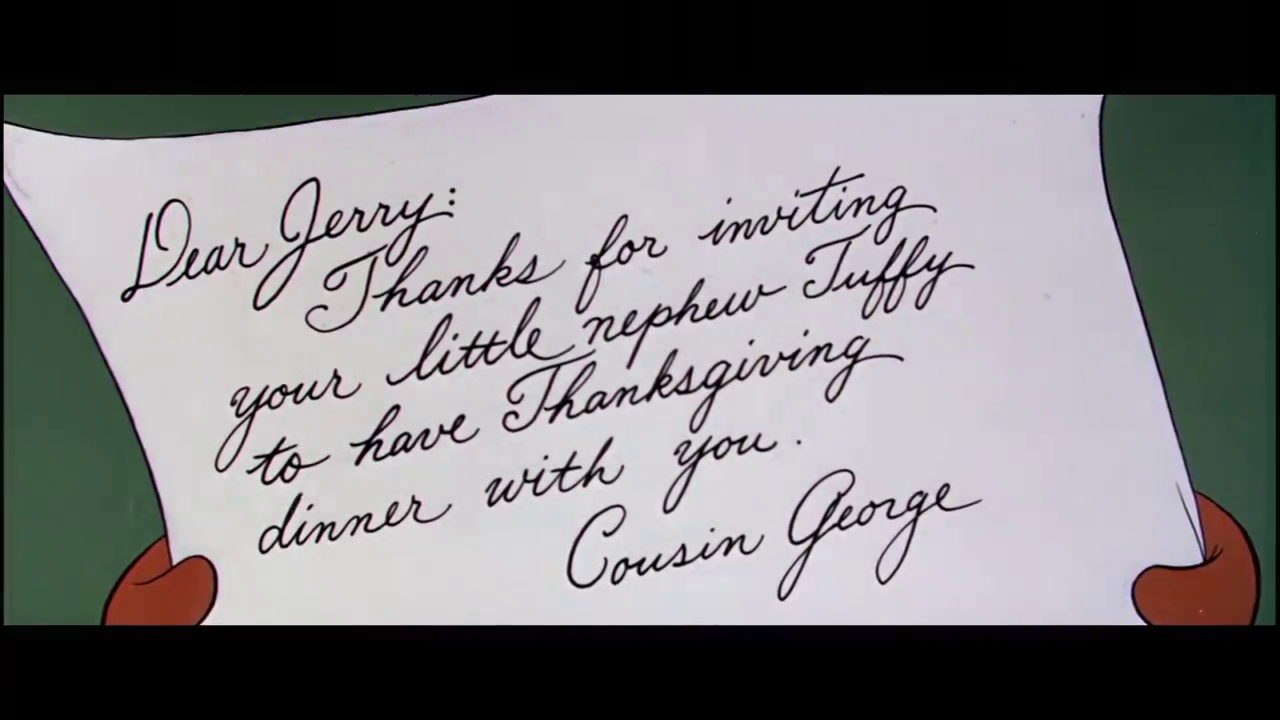 Dear Jerry:
Thanks for inviting
your little nephew Tuffy
to have Thanksgiving
dinner with you.
Cousin George